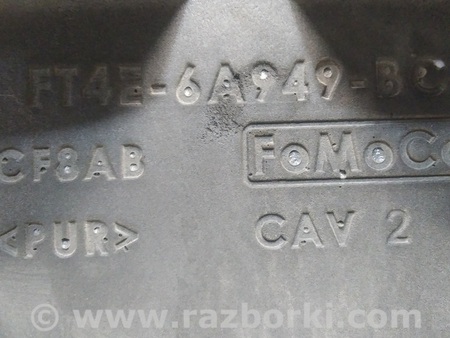 FT4E-6A949-BC
CF8AB
FoMoCo
<PUR>
CAV 2
© www.razborki.com